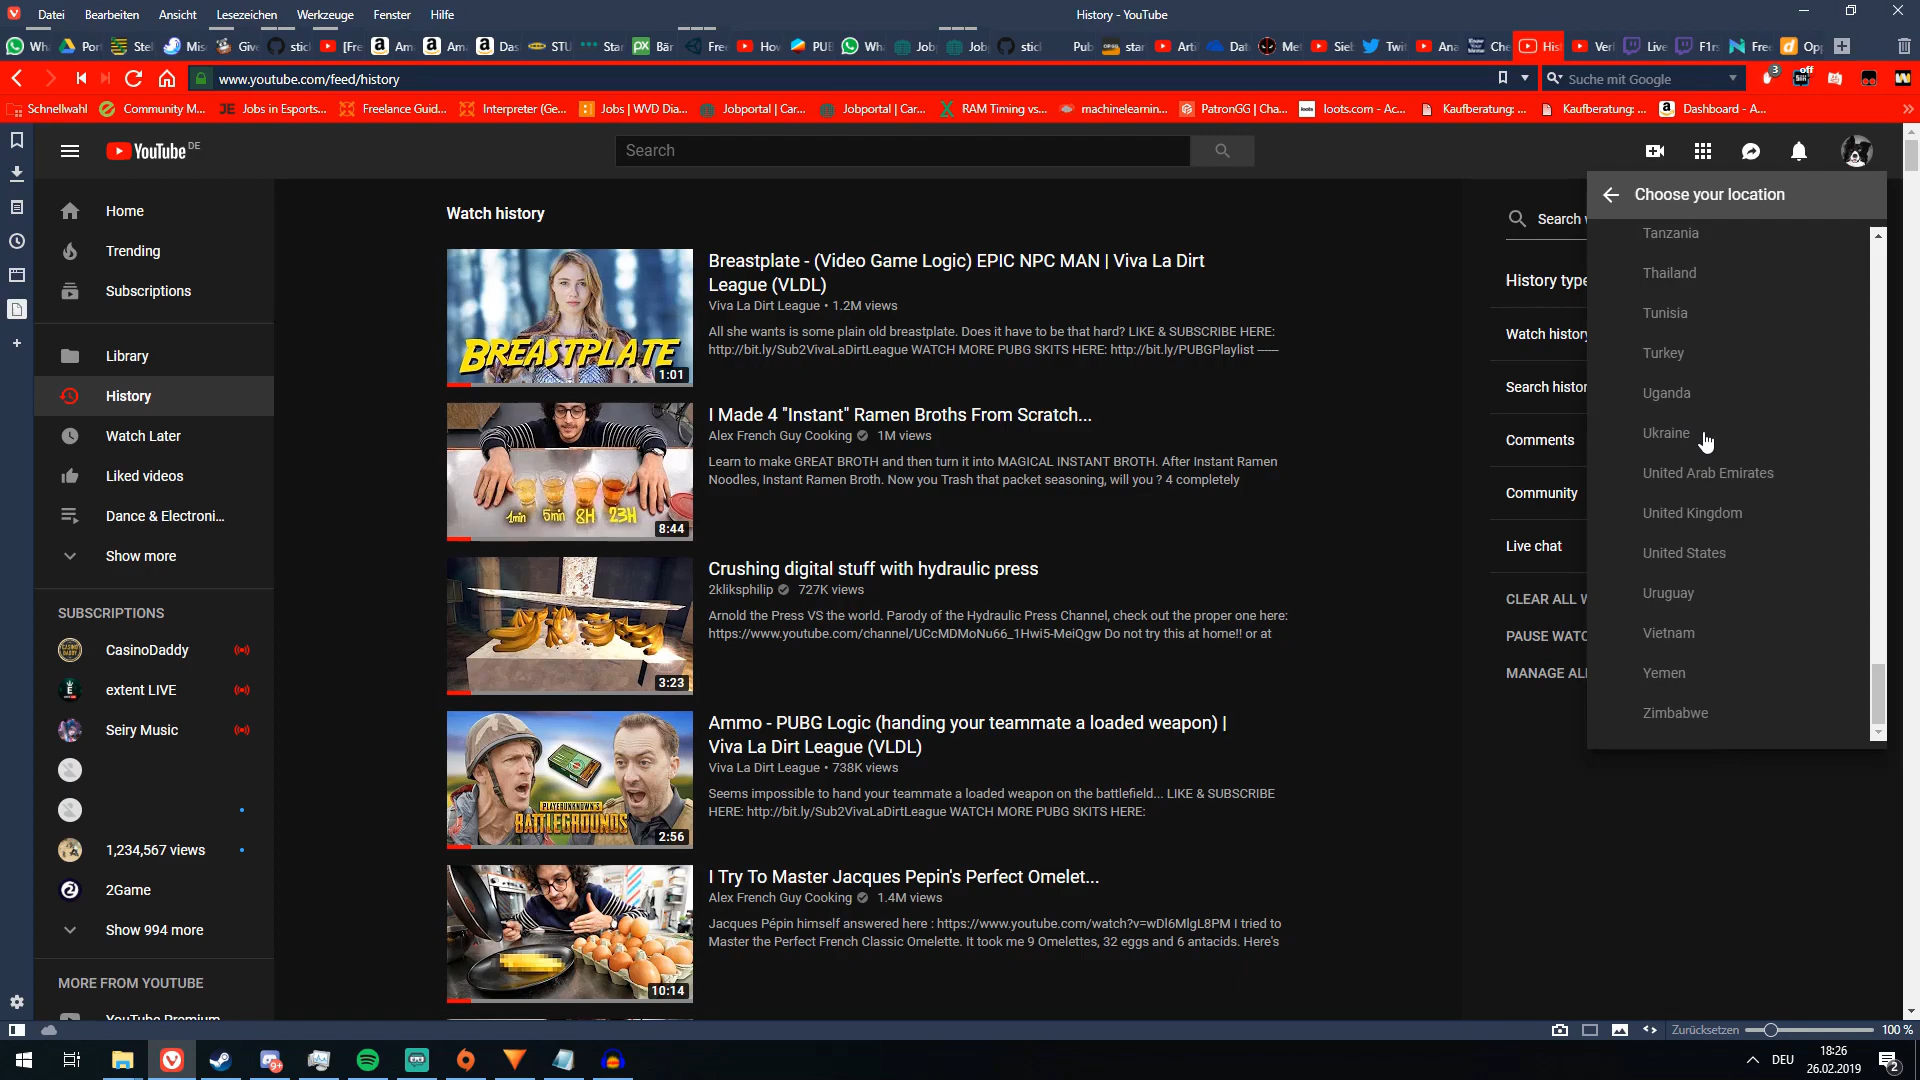 Datei Bearbeiten Ansicht Lesezeichen Werkzeuge Fenster Hilfe
History - YouTube
www.youtube.com/feed/history
Suche mit Google
Schnellwahl Community M... Jobs in Esports... Freelance Guid... Interpreter (Ge... Jobs | WVD Dia... Jobportal | Car... Jobportal | Car... RAM Timing vs... machinelearnin... PatronGG | Cha... loots.com - Ac... Kaufberatung: ... Kaufberatung: ... Dashboard - A...
YouTube DE
Search
Home
Trending
Subscriptions
Library
History
Watch Later
Liked videos
Dance & Electroni...
Show more
SUBSCRIPTIONS
CasinoDaddy
extent LIVE
Seiry Music
1,234,567 views
2Game
Show 994 more
MORE FROM YOUTUBE
YouTube Premium
Watch history
BREASTPLATE
1:01
Breastplate - (Video Game Logic) EPIC NPC MAN | Viva La Dirt
League (VLDL)
Viva La Dirt League • 1.2M views
All she wants is some plain old breastplate. Does it have to be that hard? LIKE & SUBSCRIBE HERE:
http://bit.ly/Sub2VivaLaDirtLeague WATCH MORE PUBG SKITS HERE: http://bit.ly/PUBGPlaylist -----
1min 5min 8H 23H
8:44
I Made 4 "Instant" Ramen Broths From Scratch...
Alex French Guy Cooking 1M views
Learn to make GREAT BROTH and then turn it into MAGICAL INSTANT BROTH. After Instant Ramen
Noodles, Instant Ramen Broth. Now you Trash that packet seasoning, will you ? 4 completely
3:23
Crushing digital stuff with hydraulic press
2kliksphilip 727K views
Arnold the Press VS the world. Parody of the Hydraulic Press Channel, check out the proper one here:
https://www.youtube.com/channel/UCcMDMoNu66_1Hwi5-MeiQgw Do not try this at home!! or at
PLAYERUNKNOWN'S
BATTLEGROUNDS
2:56
Ammo - PUBG Logic (handing your teammate a loaded weapon) |
Viva La Dirt League (VLDL)
Viva La Dirt League • 738K views
Seems impossible to hand your teammate a loaded weapon on the battlefield... LIKE & SUBSCRIBE
HERE: http://bit.ly/Sub2VivaLaDirtLeague WATCH MORE PUBG SKITS HERE:
10:14
I Try To Master Jacques Pepin's Perfect Omelet...
Alex French Guy Cooking 1.4M views
Jacques Pépin himself answered here : https://www.youtube.com/watch?v=wDl6MlgL8PM I tried to
Master the Perfect French Classic Omelette. It took me 9 Omelettes, 32 eggs and 6 antacids. Here's
Search
History type
Watch history
Search histor
Comments
Community
Live chat
CLEAR ALL
PAUSE WATC
MANAGE ALL
Choose your location
Tanzania
Thailand
Tunisia
Turkey
Uganda
Ukraine
United Arab Emirates
United Kingdom
United States
Uruguay
Vietnam
Yemen
Zimbabwe
Zurücksetzen 100 %
DEU
18:26
26.02.2019
2